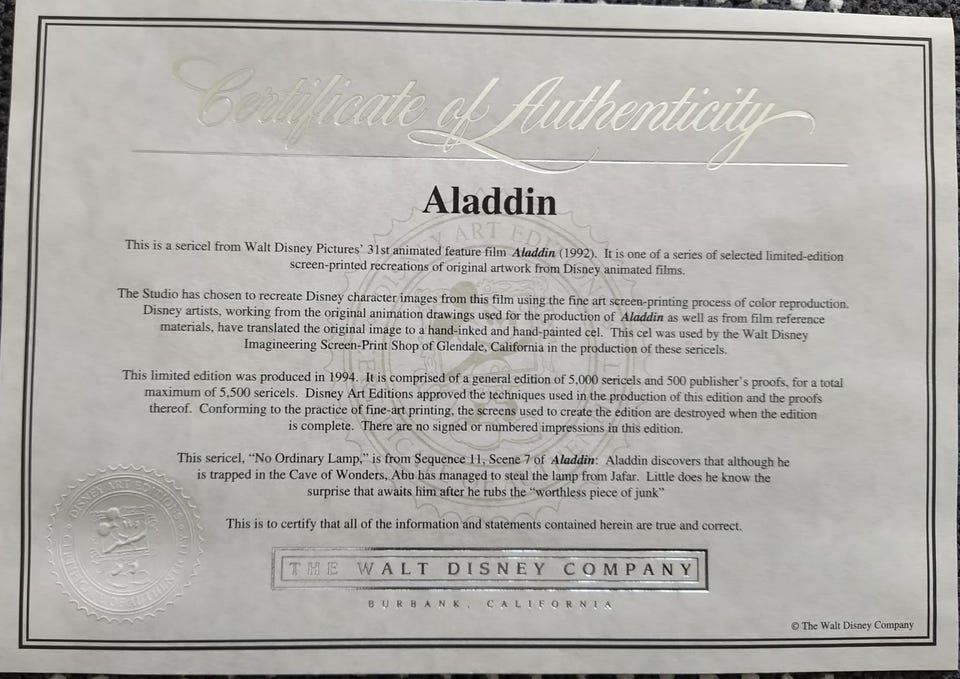 Certificate of Authenticity
Aladdin
This is a sericel from Walt Disney Pictures' 31st animated feature film Aladdin (1992). It is one of a series of selected limited-edition
screen-printed recreations of original artwork from Disney animated films.
The Studio has chosen to recreate Disney character images from this film using the fine art screen-printing process of color reproduction.
Disney artists, working from the original animation drawings used for the production of Aladdin as well as from film reference
materials, have translated the original image to a hand-inked and hand-painted cel. This cel was used by the Walt Disney
Imagineering Screen-Print Shop of Glendale, California in the production of these sericels.
This limited edition was produced in 1994. It is comprised of a general edition of 5,000 sericels and 500 publisher's proofs, for a total
maximum of 5,500 sericels. Disney Art Editions approved the techniques used in the production of this edition and the proofs
thereof. Conforming to the practice of fine-art printing, the screens used to create the edition are destroyed when the edition
is complete. There are no signed or numbered impressions in this edition.
This sericel, "No Ordinary Lamp," is from Sequence 11, Scene 7 of Aladdin: Aladdin discovers that although he
is trapped in the Cave of Wonders, Abu has managed to steal the lamp from Jafar. Little does he know the
surprise that awaits him after he rubs the "worthless piece of junk"
This is to certify that all of the information and statements contained herein are true and correct.
DISNEY ART EDITIONS
THE WALT DISNEY COMPANY
BURBANK, CALIFORNIA
© The Walt Disney Company